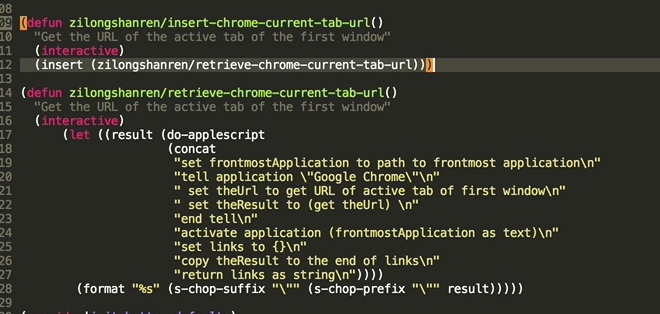 08
09 (defun zilongshanren/insert-chrome-current-tab-url()
10   "Get the URL of the active tab of the first window"
11   (interactive)
12   (insert (zilongshanren/retrieve-chrome-current-tab-url)))
13
14 (defun zilongshanren/retrieve-chrome-current-tab-url()
15   "Get the URL of the active tab of the first window"
16   (interactive)
17       (let ((result (do-applescript
18                      (concat
19                       "set frontmostApplication to path to frontmost application\n"
20                       "tell application \"Google Chrome\"\n"
21                       " set theUrl to get URL of active tab of first window\n"
22                       " set theResult to (get theUrl) \n"
23                       "end tell\n"
24                       "activate application (frontmostApplication as text)\n"
25                       "set links to {}\n"
26                       "copy theResult to the end of links\n"
27                       "return links as string\n"))))
28         (format "%s" (s-chop-suffix "\"" (s-chop-prefix "\"" result)))))